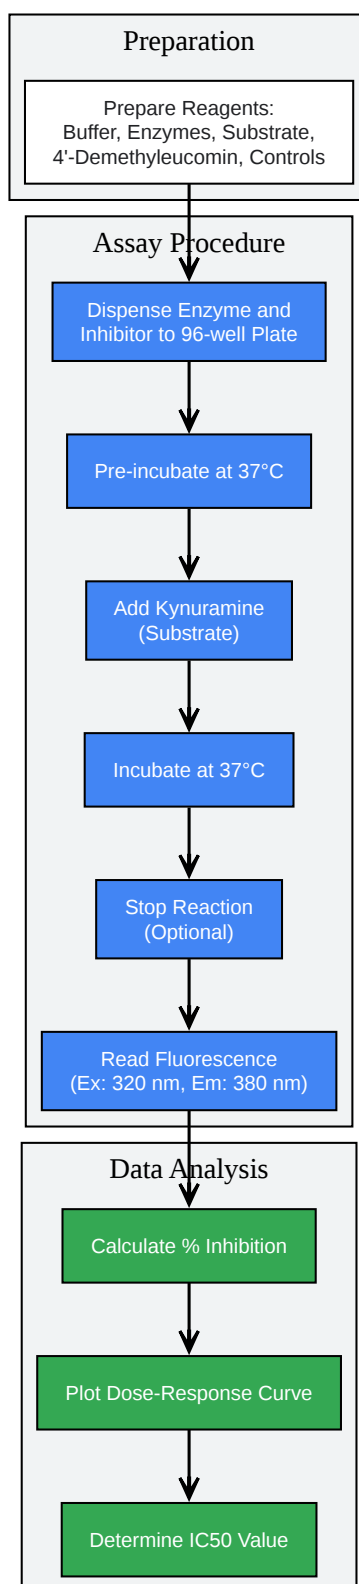 Preparation
Prepare Reagents:
Buffer, Enzymes, Substrate,
4'-Demethyleucomin, Controls
Assay Procedure
Dispense Enzyme and
Inhibitor to 96-well Plate
Pre-incubate at 37°C
Add Kynuramine
(Substrate)
Incubate at 37°C
Stop Reaction
(Optional)
Read Fluorescence
(Ex: 320 nm, Em: 380 nm)
Data Analysis
Calculate % Inhibition
Plot Dose-Response Curve
Determine IC50 Value